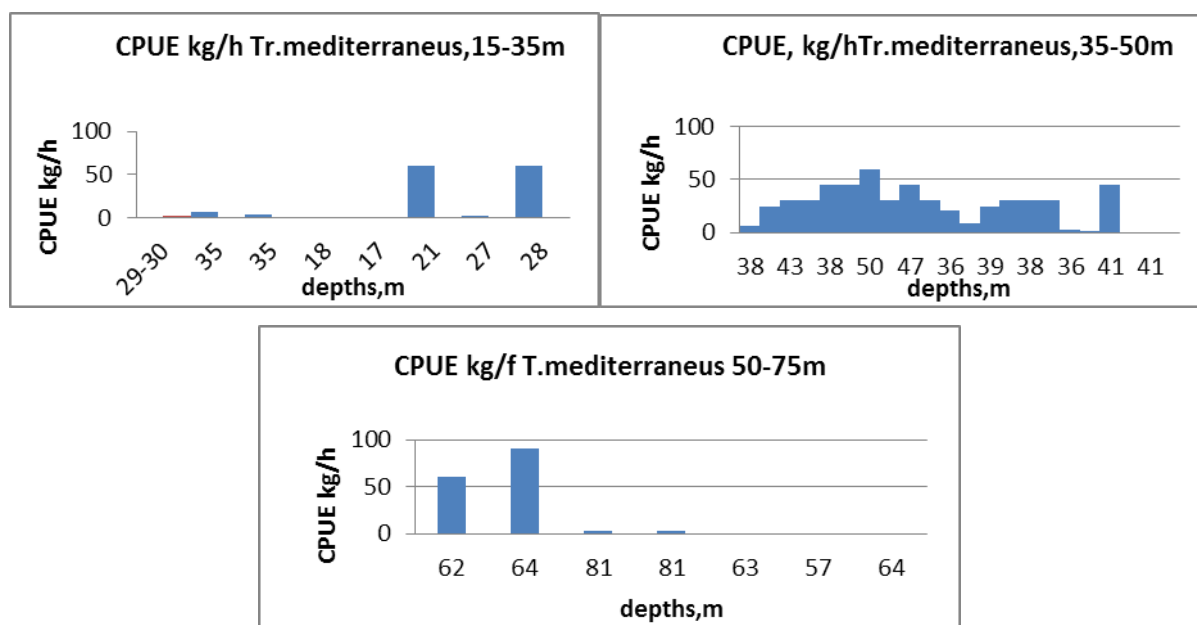 CPUE kg/h Tr.mediterraneus,15-35m
CPUE kg/h
100
50
0
29-30 35 35 18 17 21 27 28
depths,m
CPUE, kg/hTr.mediterraneus,35-50m
CPUE kg/h
100
50
0
38 43 38 50 47 36 39 38 36 41 41
depths,m
CPUE kg/f T.mediterraneus 50-75m
CPUE kg/h
100
50
0
62 64 81 81 63 57 64
depths,m